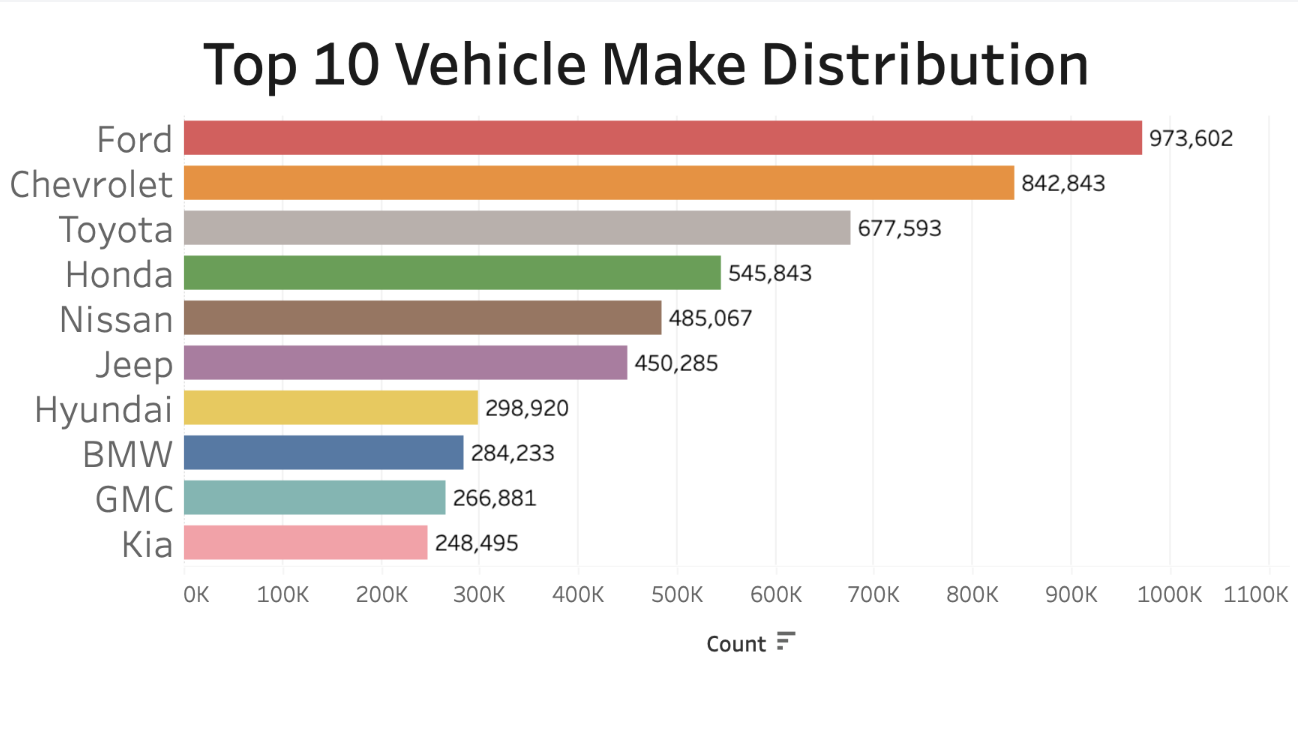 Top 10 Vehicle Make Distribution
Ford 973,602
Chevrolet 842,843
Toyota 677,593
Honda 545,843
Nissan 485,067
Jeep 450,285
Hyundai 298,920
BMW 284,233
GMC 266,881
Kia 248,495
0K 100K 200K 300K 400K 500K 600K 700K 800K 900K 1000K 1100K
Count